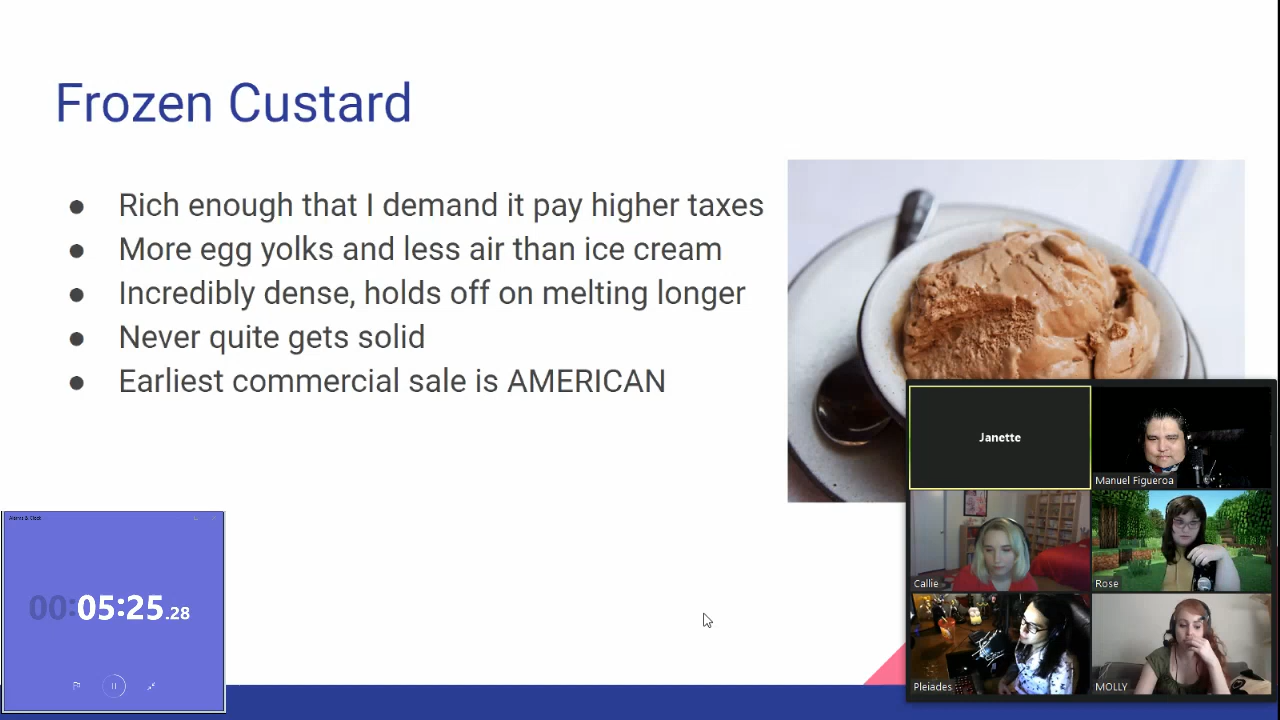 Frozen Custard
● Rich enough that I demand it pay higher taxes
● More egg yolks and less air than ice cream
● Incredibly dense, holds off on melting longer
● Never quite gets solid
● Earliest commercial sale is AMERICAN
Janette
Manuel Figueroa
Callie
Rose
Pleiades
MOLLY
Alarms & Clock
00:05:25.28